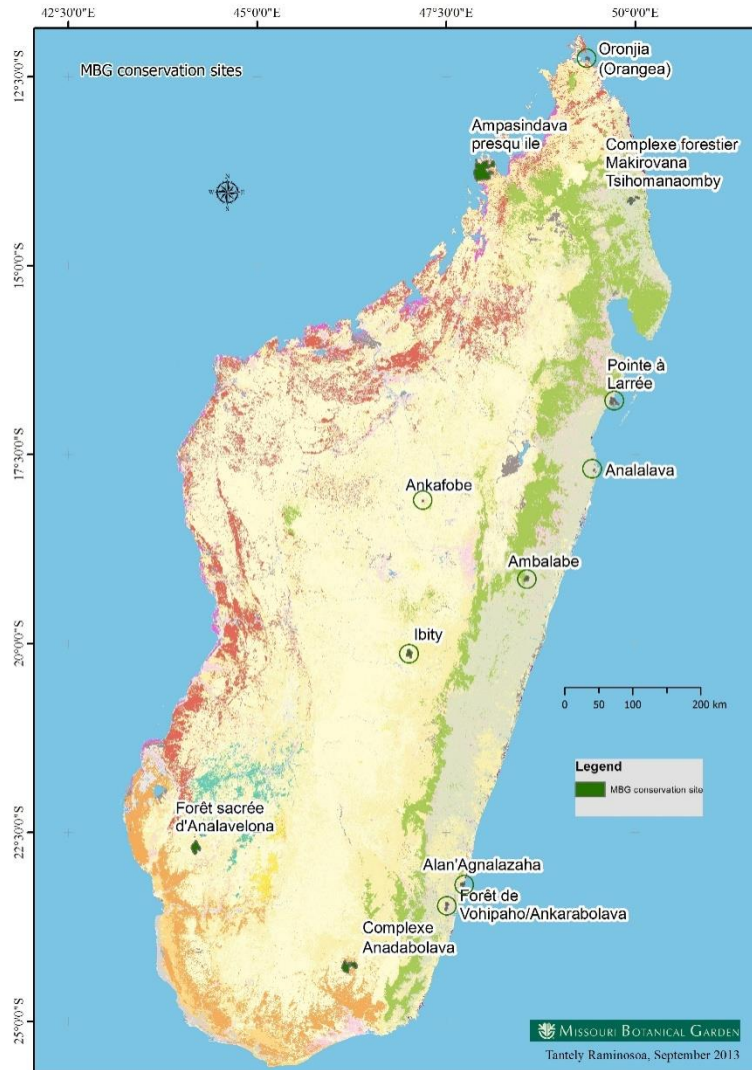 42°30'0"E 45°0'0"E 47°30'0"E 50°0'0"E
MBG conservation sites
12°30'0"S
15°0'0"S
17°30'0"S
20°0'0"S
22°30'0"S
25°0'0"S
N
Oronjia
(Orangea)
Ampasindava
presqu ile
Complexe forestier
Makirovana
Tsihomanaomby
Pointe à
Larrée
Analalava
Ankafobe
Ambalabe
Ibity
0 50 100 200 km
Legend
MBG conservation site
Forêt sacrée
d'Analavelona
Alan'Agnalazaha
Forêt de
Vohipaho/Ankarabolava
Complexe
Anadabolava
MISSOURI BOTANICAL GARDEN
Tantely Raminosoa, September 2013